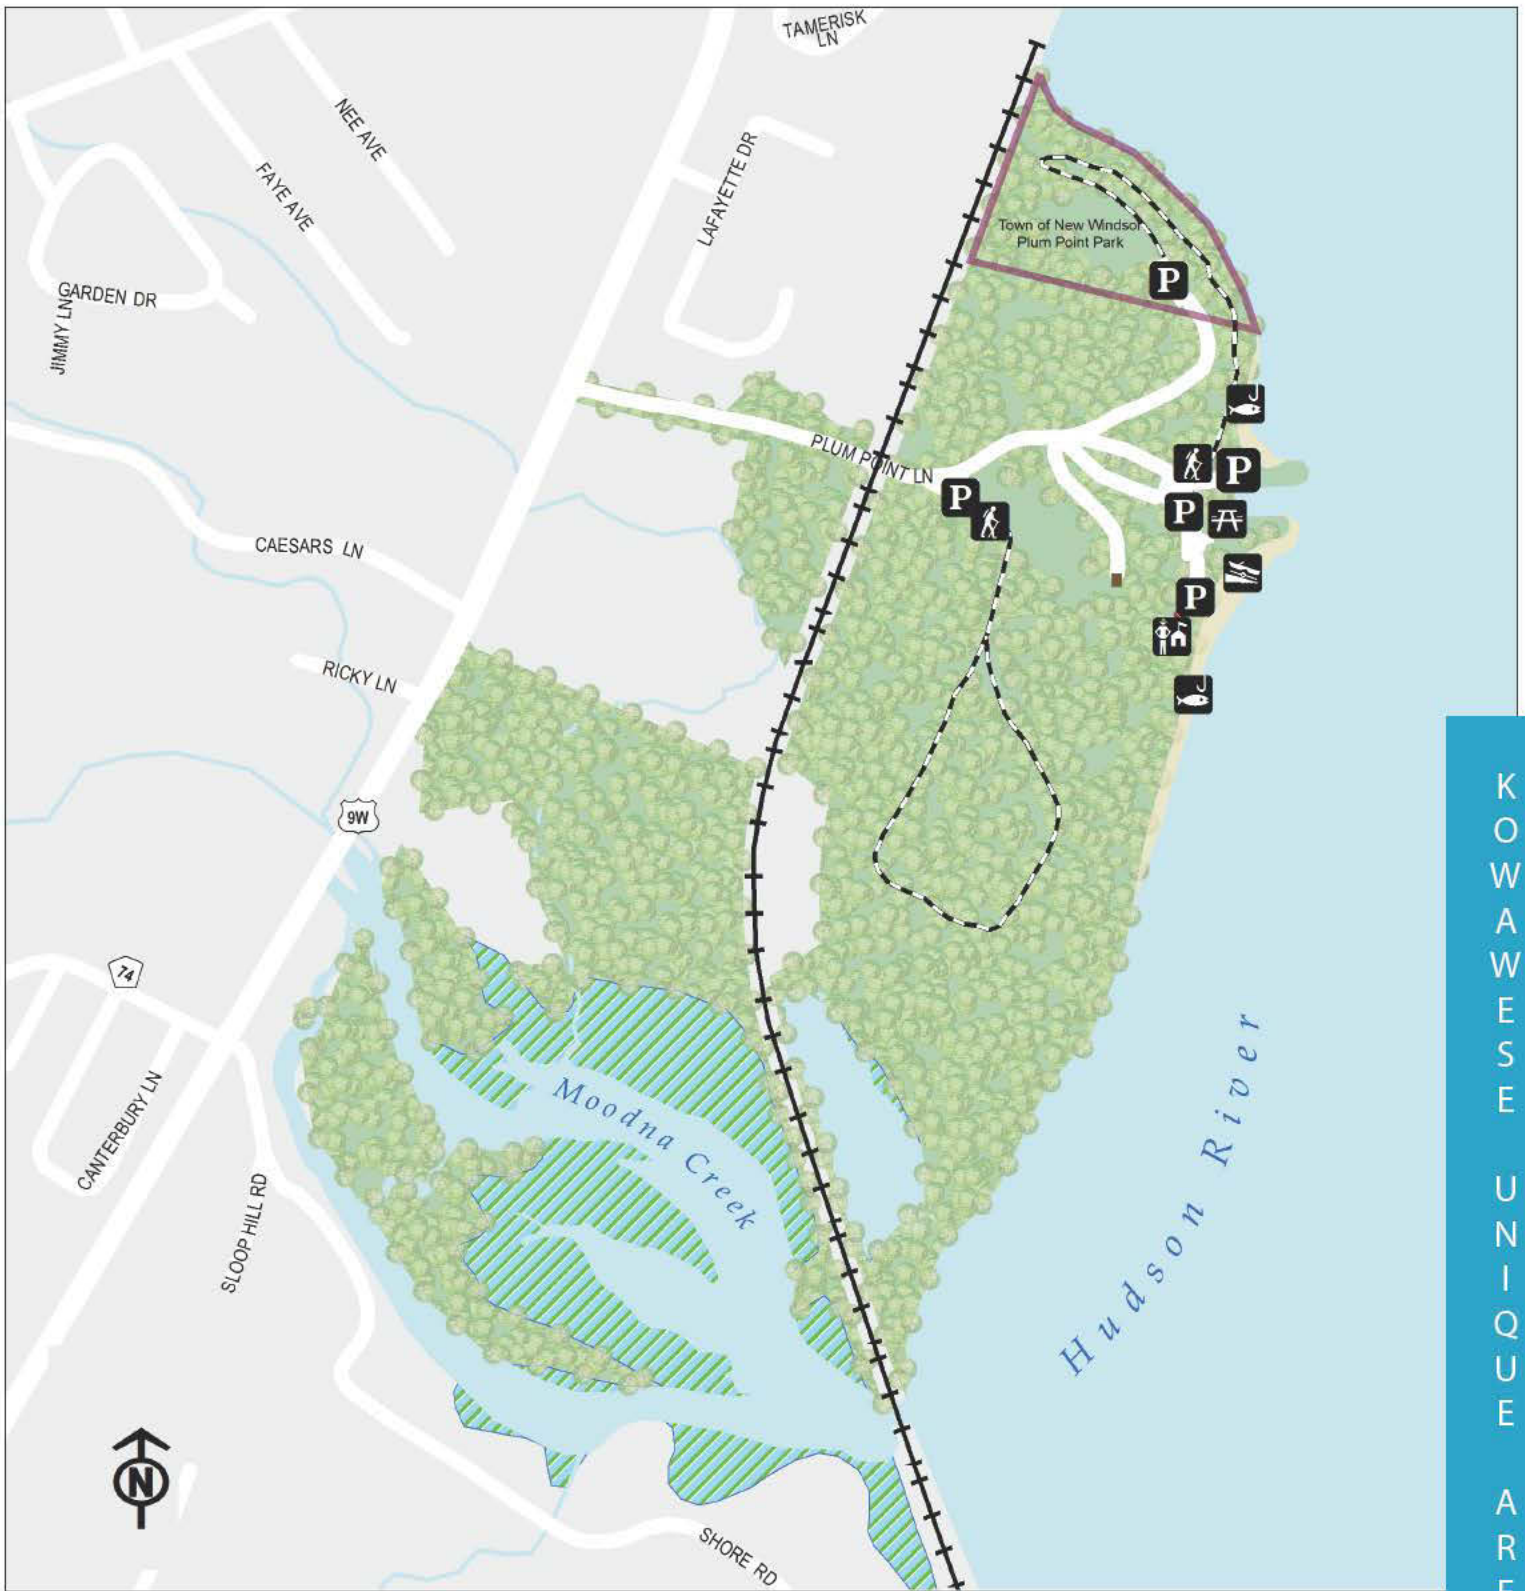 TAMERISK
LN
NEE AVE
FAYE AVE
LAFAYETTE DR
Town of New Windsor
Plum Point Park
P
GARDEN DR
JIMMY LN
PLUM POINT LN
P
P
P
P
CAESARS LN
RICKY LN
9W
74
CANTERBURY LN
SLOOP HILL RD
Moodna Creek
Hudson River
N
SHORE RD
KOWAWESE UNIQUE ARE